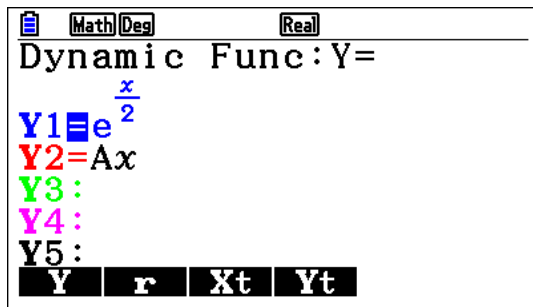 Math Deg Real
Dynamic Func:Y=
Y1=e^(x/2)
Y2=Ax
Y3:
Y4:
Y5:
Y r Xt Yt